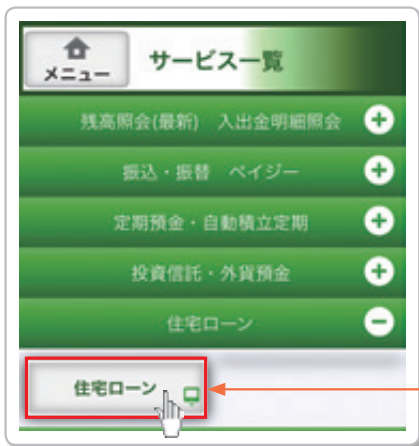 メニュー
サービス一覧
残高照会(最新) 入出金明細照会
振込・振替 ペイジー
定期預金・自動積立定期
投資信託・外貨預金
住宅ローン
住宅ローン